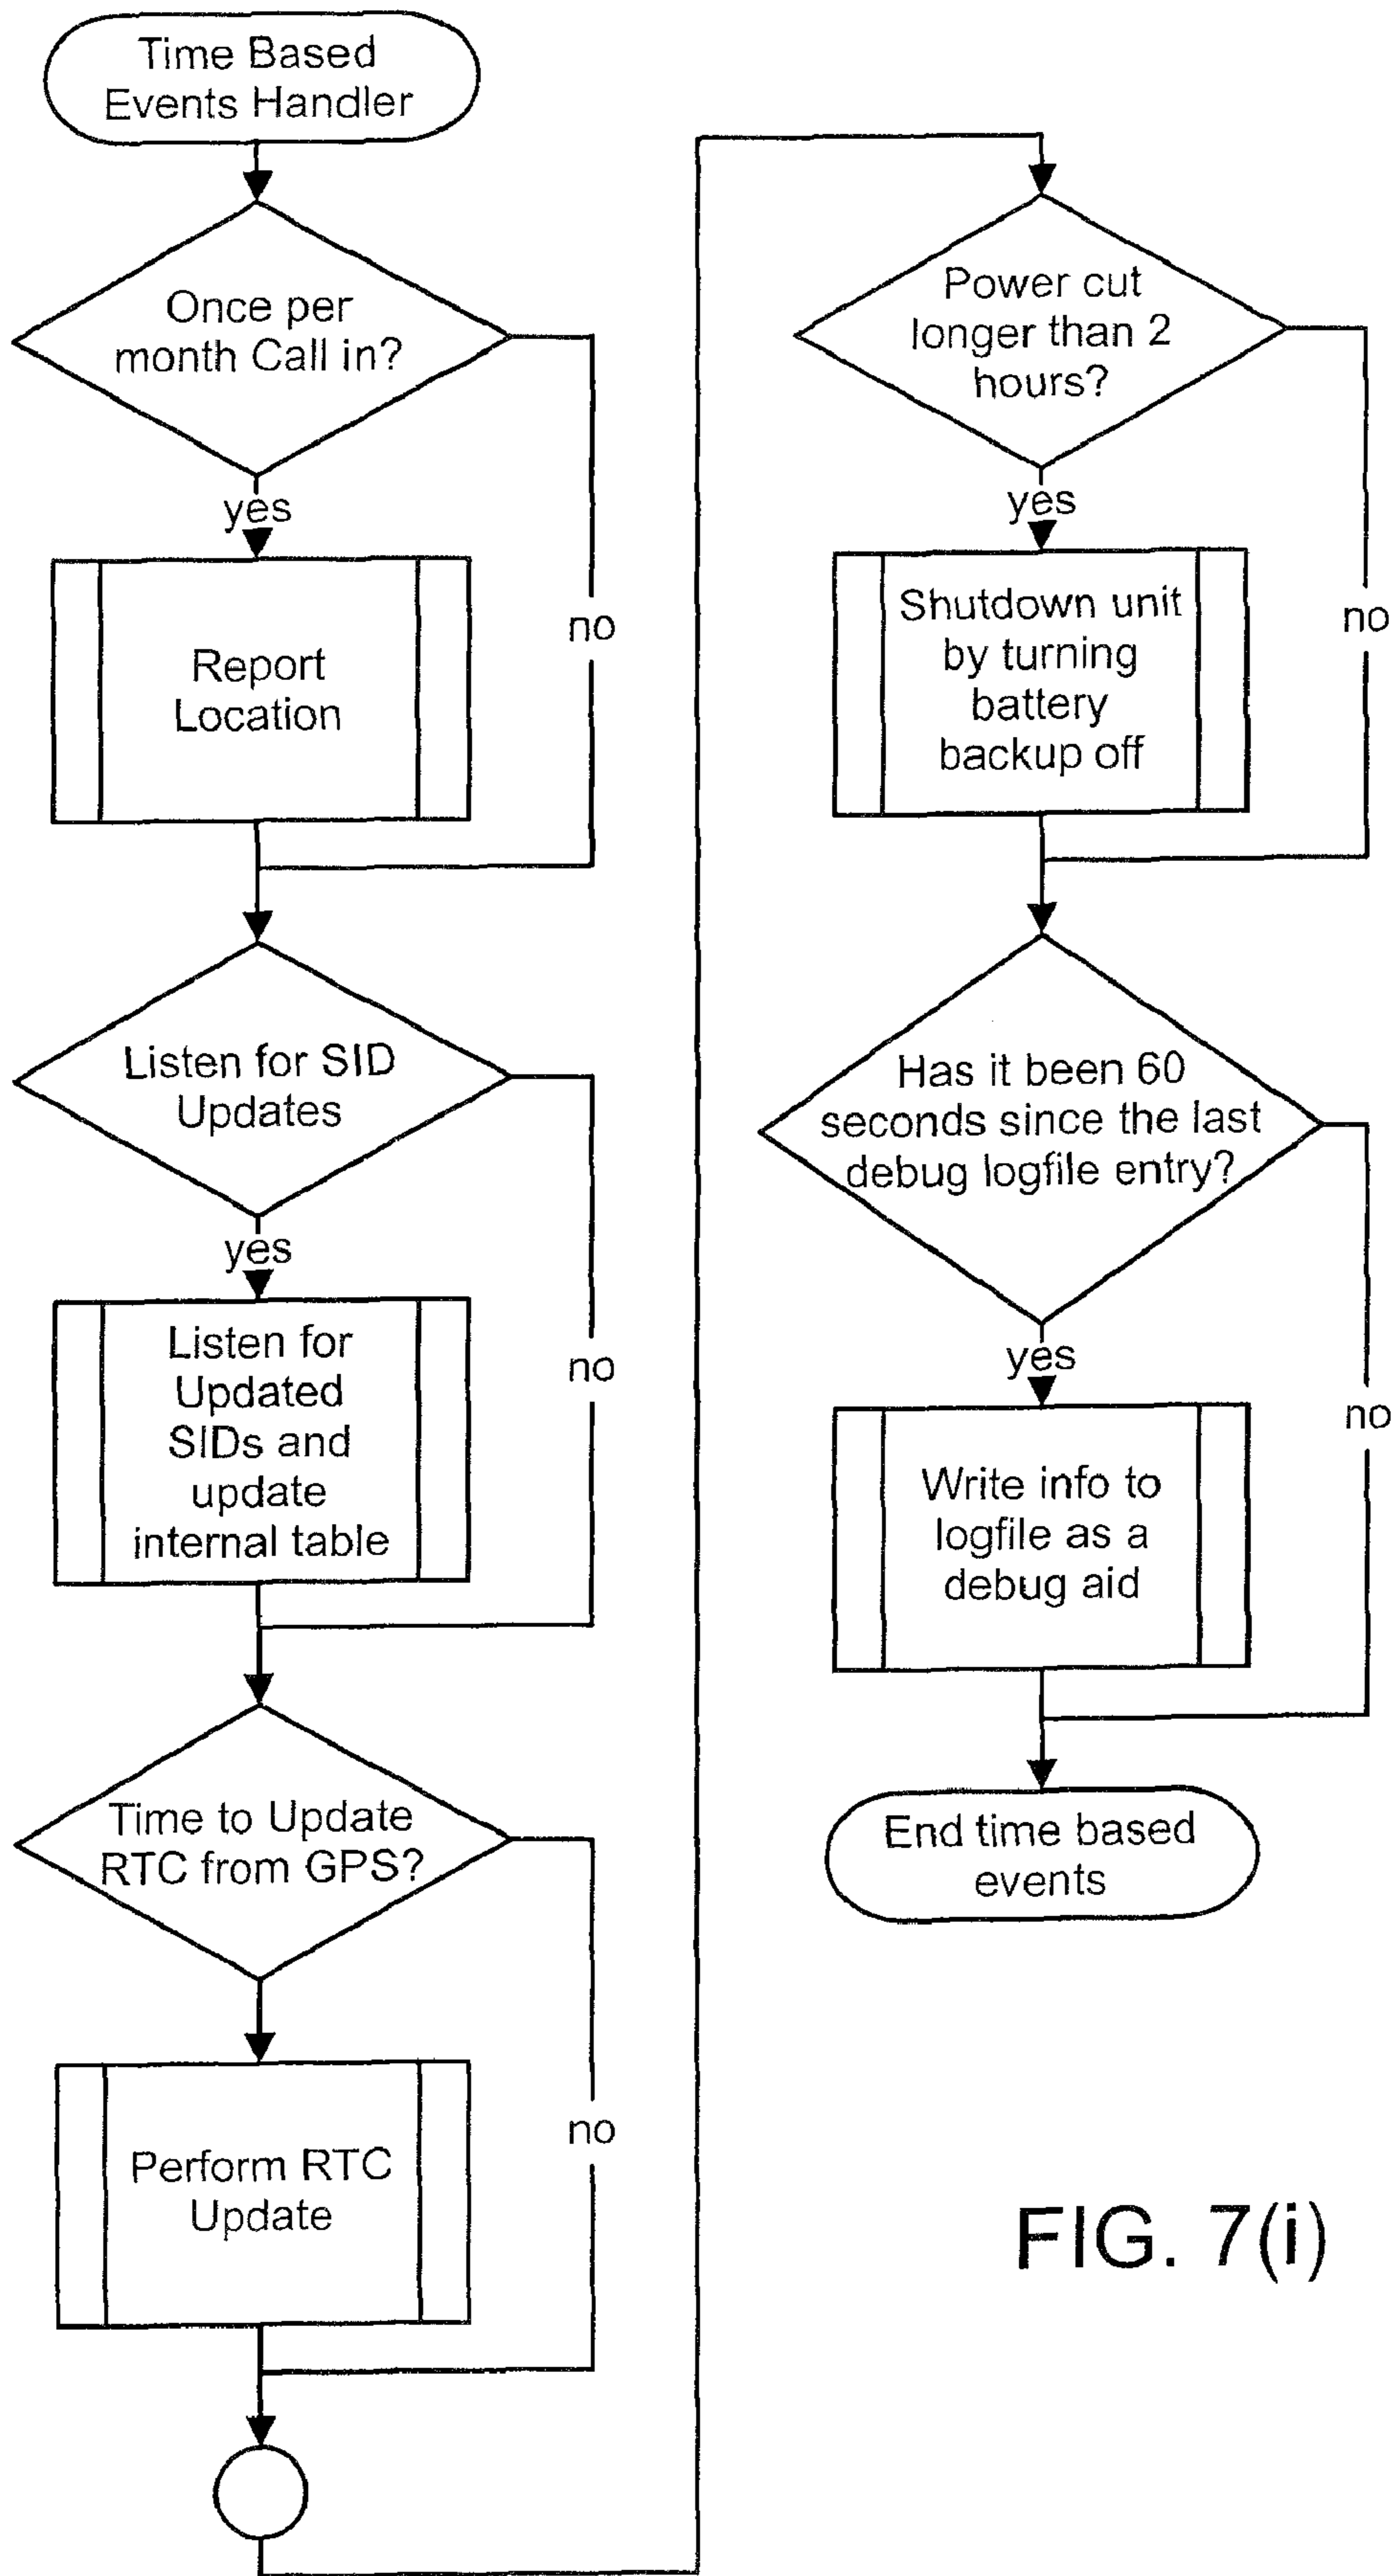 Time Based
Events Handler
Once per
month Call in?
yes
no
Report
Location
Listen for SID
Updates
yes
no
Listen for
Updated
SIDs and
update
internal table
Time to Update
RTC from GPS?
no
Perform RTC
Update
Power cut
longer than 2
hours?
yes
no
Shutdown unit
by turning
battery
backup off
Has it been 60
seconds since the last
debug logfile entry?
yes
no
Write info to
logfile as a
debug aid
End time based
events
FIG. 7(i)